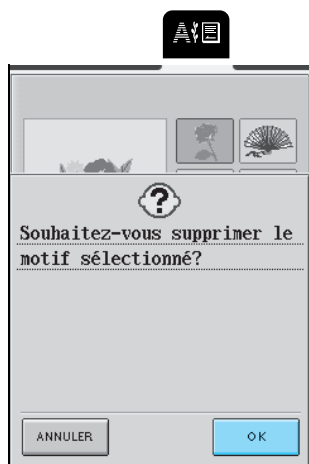 A
Souhaitez-vous supprimer le
motif sélectionné?
ANNULER
OK